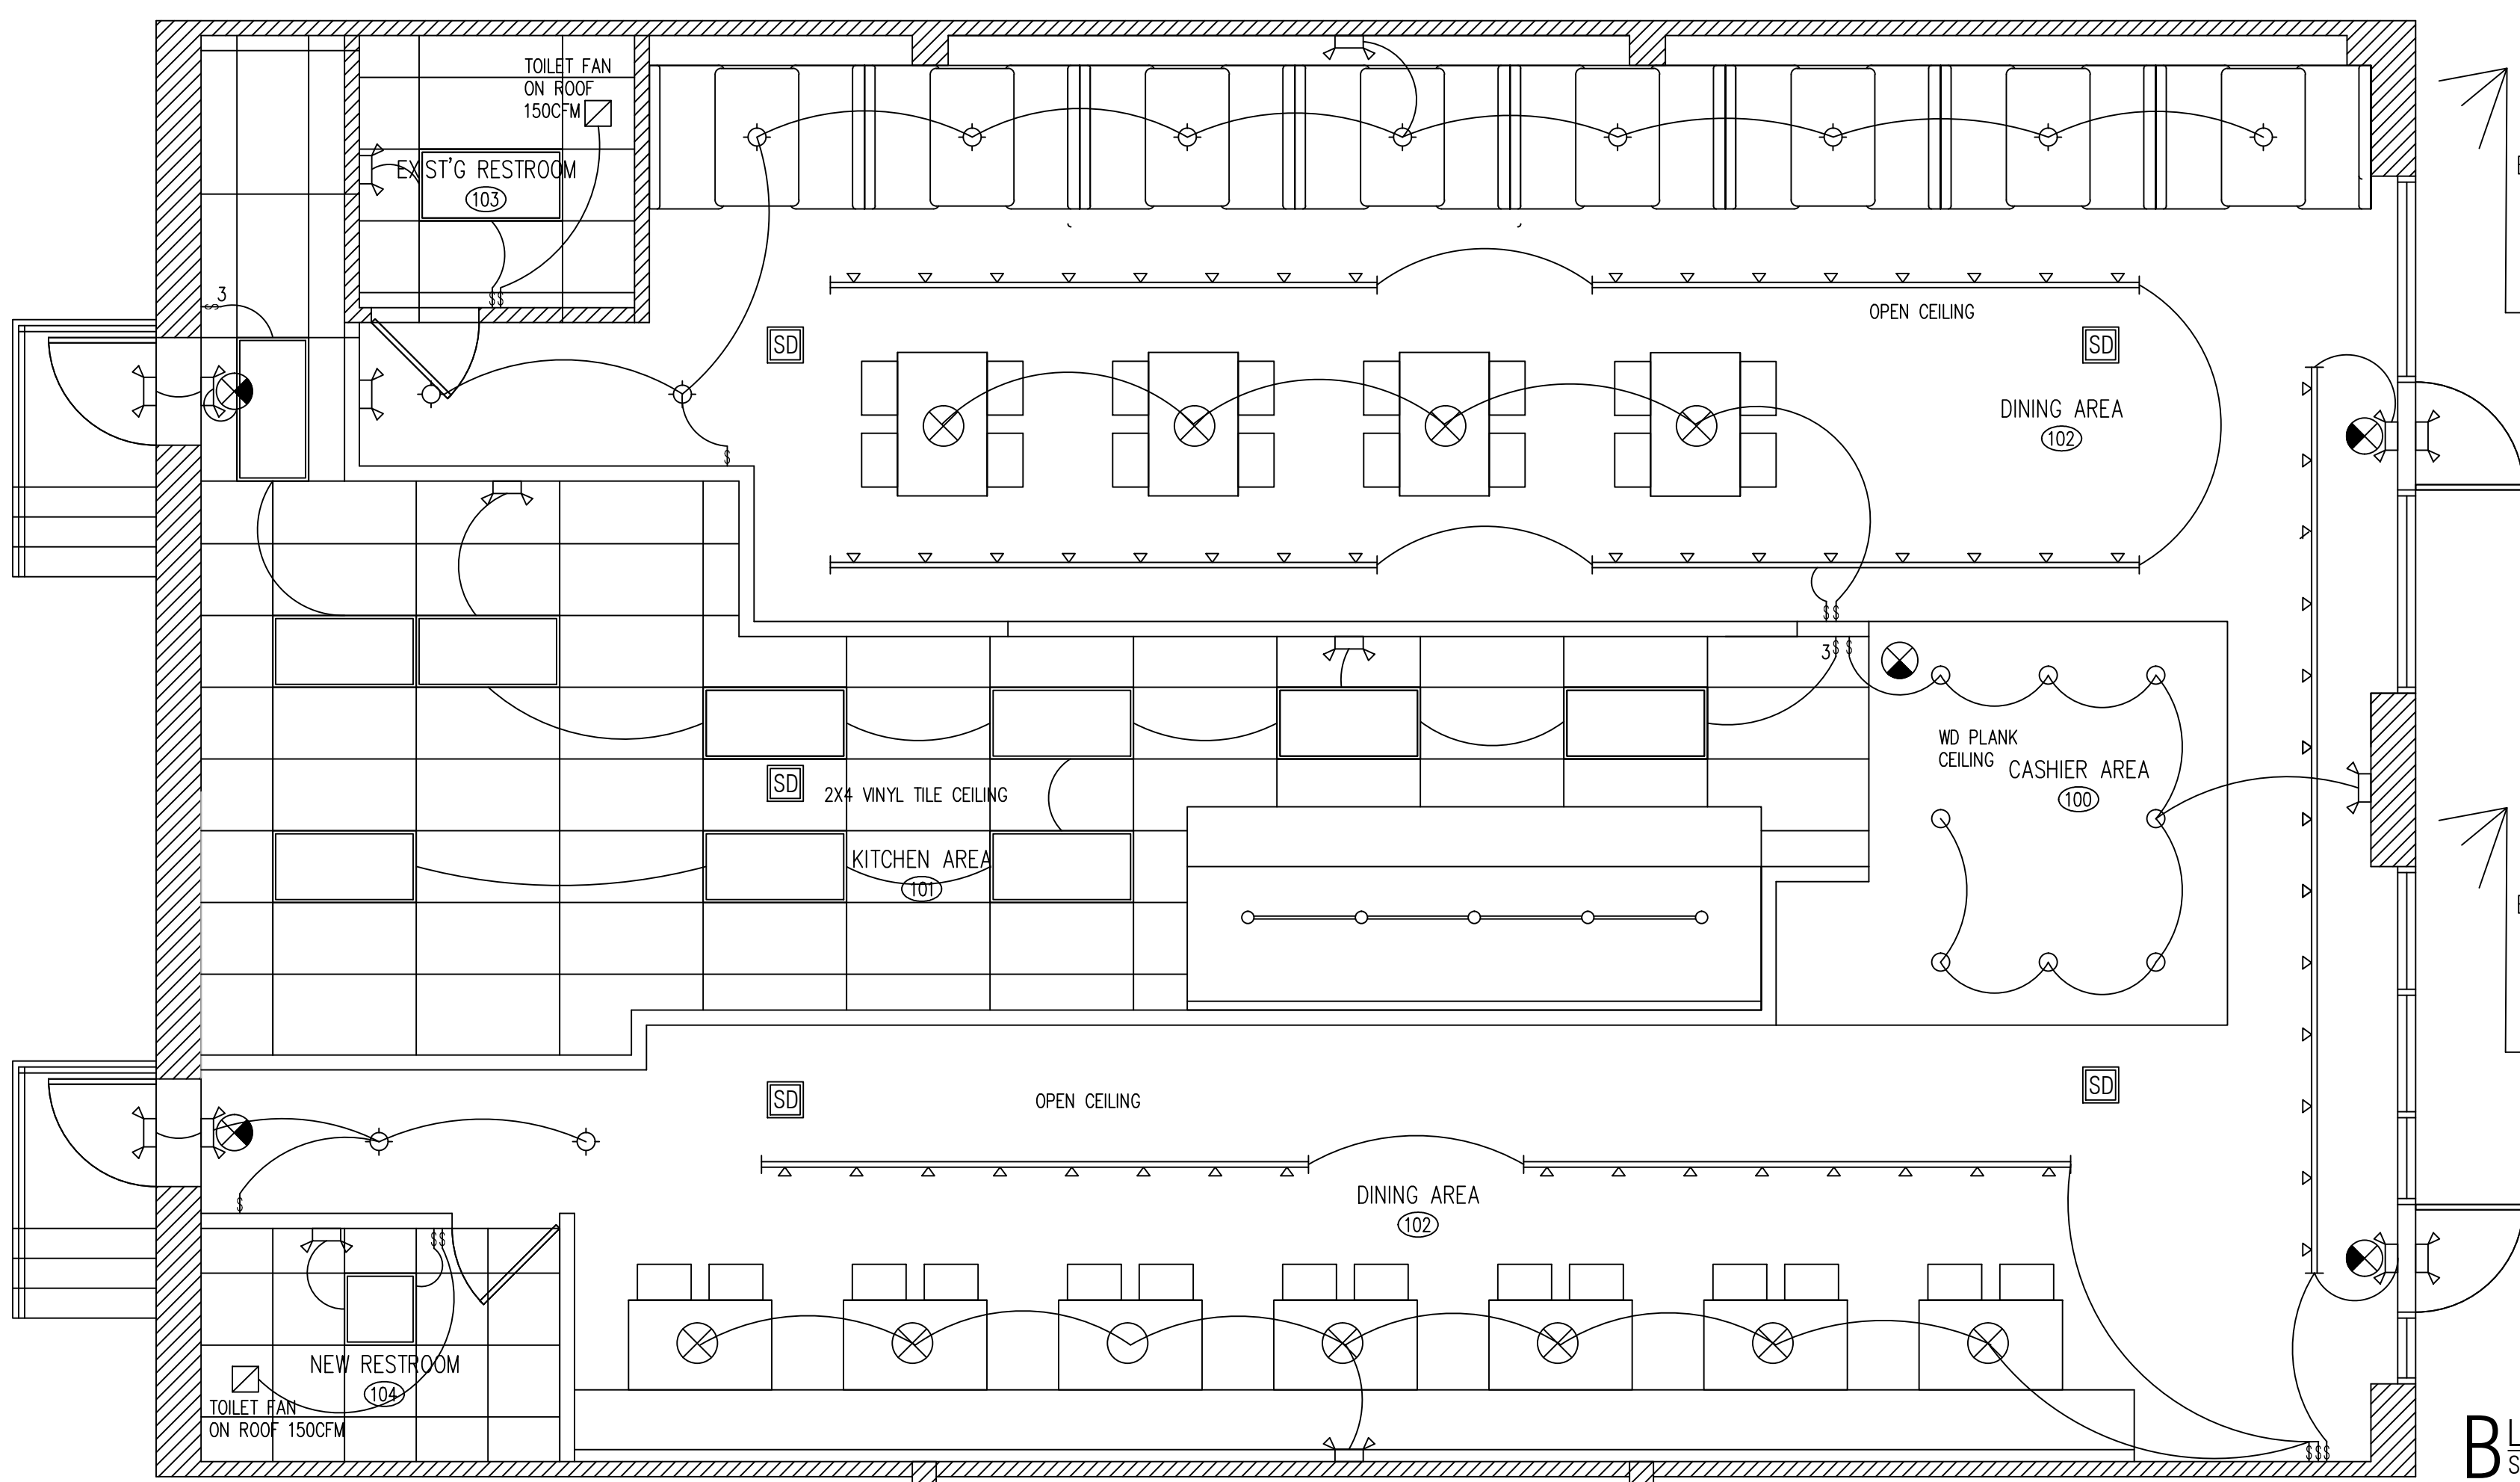 TOILET FAN
ON ROOF
150CFM
EXIST'G RESTROOM
103
3
OPEN CEILING
SD
SD
DINING AREA
102
3
WD PLANK
CEILING
CASHIER AREA
100
SD
2X4 VINYL TILE CEILING
KITCHEN AREA
101
SD
OPEN CEILING
SD
DINING AREA
102
NEW RESTROOM
104
TOILET FAN
ON ROOF 150CFM
B